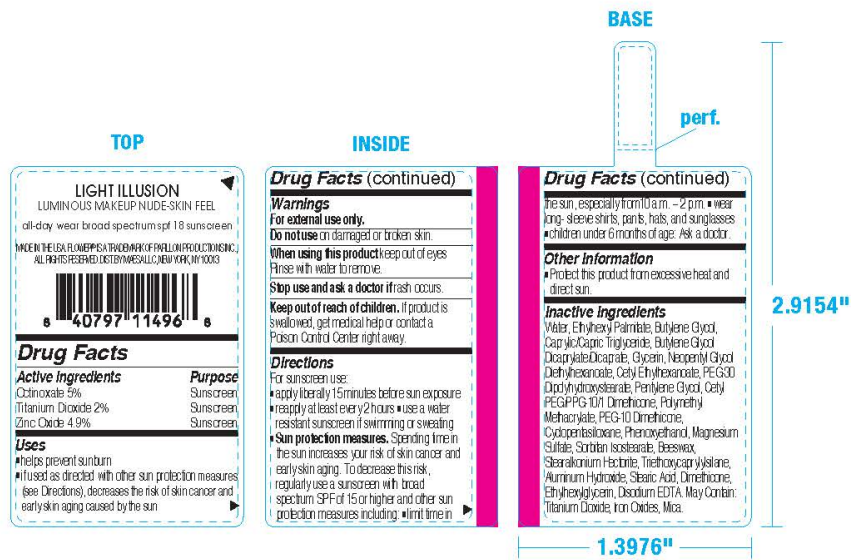 BASE
perf.
TOP
LIGHT ILLUSION
LUMINOUS MAKEUP NUDE-SKIN FEEL
all-day wear broad spectrum spf 18 sunscreen
MADE IN THE USA. FLOWER® IS A TRADEMARK OF PAPILLON PRODUCTIONS INC.,
ALL RIGHTS RESERVED. DIST. BY MAESA LLC, NEW YORK, NY 10013
6 40797 11496 6
Drug Facts
Active ingredients Purpose
Octinoxate 5% Sunscreen
Titanium Dioxide 2% Sunscreen
Zinc Oxide 4.9% Sunscreen
Uses
▪ helps prevent sunburn
▪ if used as directed with other sun protection measures
(see Directions), decreases the risk of skin cancer and
early skin aging caused by the sun
INSIDE
Drug Facts (continued)
Warnings
For external use only.
Do not use on damaged or broken skin.
When using this product keep out of eyes
Rinse with water to remove.
Stop use and ask a doctor if rash occurs.
Keep out of reach of children. If product is
swallowed, get medical help or contact a
Poison Control Center right away.
Directions
For sunscreen use:
▪ apply liberally 15 minutes before sun exposure
▪ reapply at least every 2 hours ▪ use a water
resistant sunscreen if swimming or sweating
▪ Sun protection measures. Spending time in
the sun increases your risk of skin cancer and
early skin aging. To decrease this risk,
regularly use a sunscreen with broad
spectrum SPF of 15 or higher and other sun
protection measures including: ▪ limit time in
Drug Facts (continued)
the sun, especially from 10 a.m. – 2 p.m. ▪ wear
long- sleeve shirts, pants, hats, and sunglasses
▪ children under 6 months of age: Ask a doctor.
Other information
▪ Protect this product from excessive heat and
direct sun.
Inactive ingredients
Water, Ethylhexyl Palmitate, Butylene Glycol,
Caprylic/Capric Triglyceride, Butylene Glycol
Dicaprylate/Dicaprate, Glycerin, Neopentyl Glycol
Diethylhexanoate, Cetyl Ethylhexanoate, PEG-30
Dipolyhydroxystearate, Pentylene Glycol, Cetyl
PEG/PPG-10/1 Dimethicone, Polymethyl
Methacrylate, PEG-10 Dimethicone,
Cyclopentasiloxane, Phenoxyethanol, Magnesium
Sulfate, Sorbitan Isostearate, Beeswax,
Stearalkonium Hectorite, Triethoxycaprylylsilane,
Aluminum Hydroxide, Stearic Acid, Dimethicone,
Ethylhexylglycerin, Disodium EDTA. May Contain:
Titanium Dioxide, Iron Oxides, Mica.
2.9154"
1.3976"